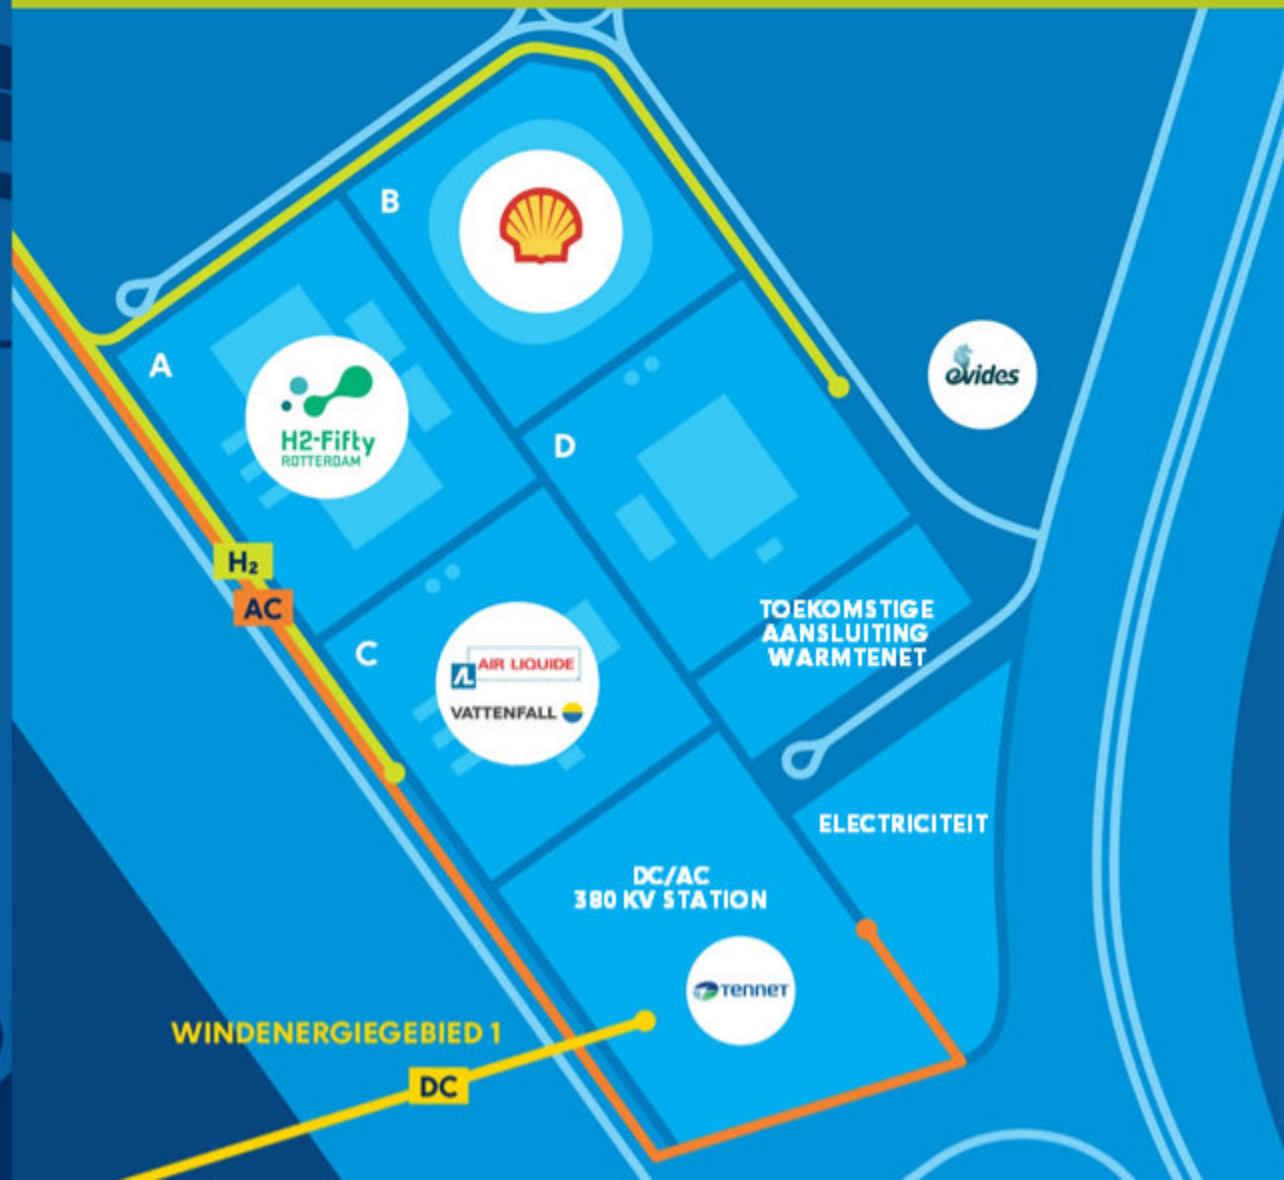 B
A
H2-Fifty
ROTTERDAM
evides
D
H₂
AC
TOEKOMSTIGE
AANSLUITING
WARMTENET
C
AIR LIQUIDE
VATTENFALL
ELECTRICITEIT
DC/AC
380 KV STATION
TENNET
WINDENERGIEGEBIED 1
DC